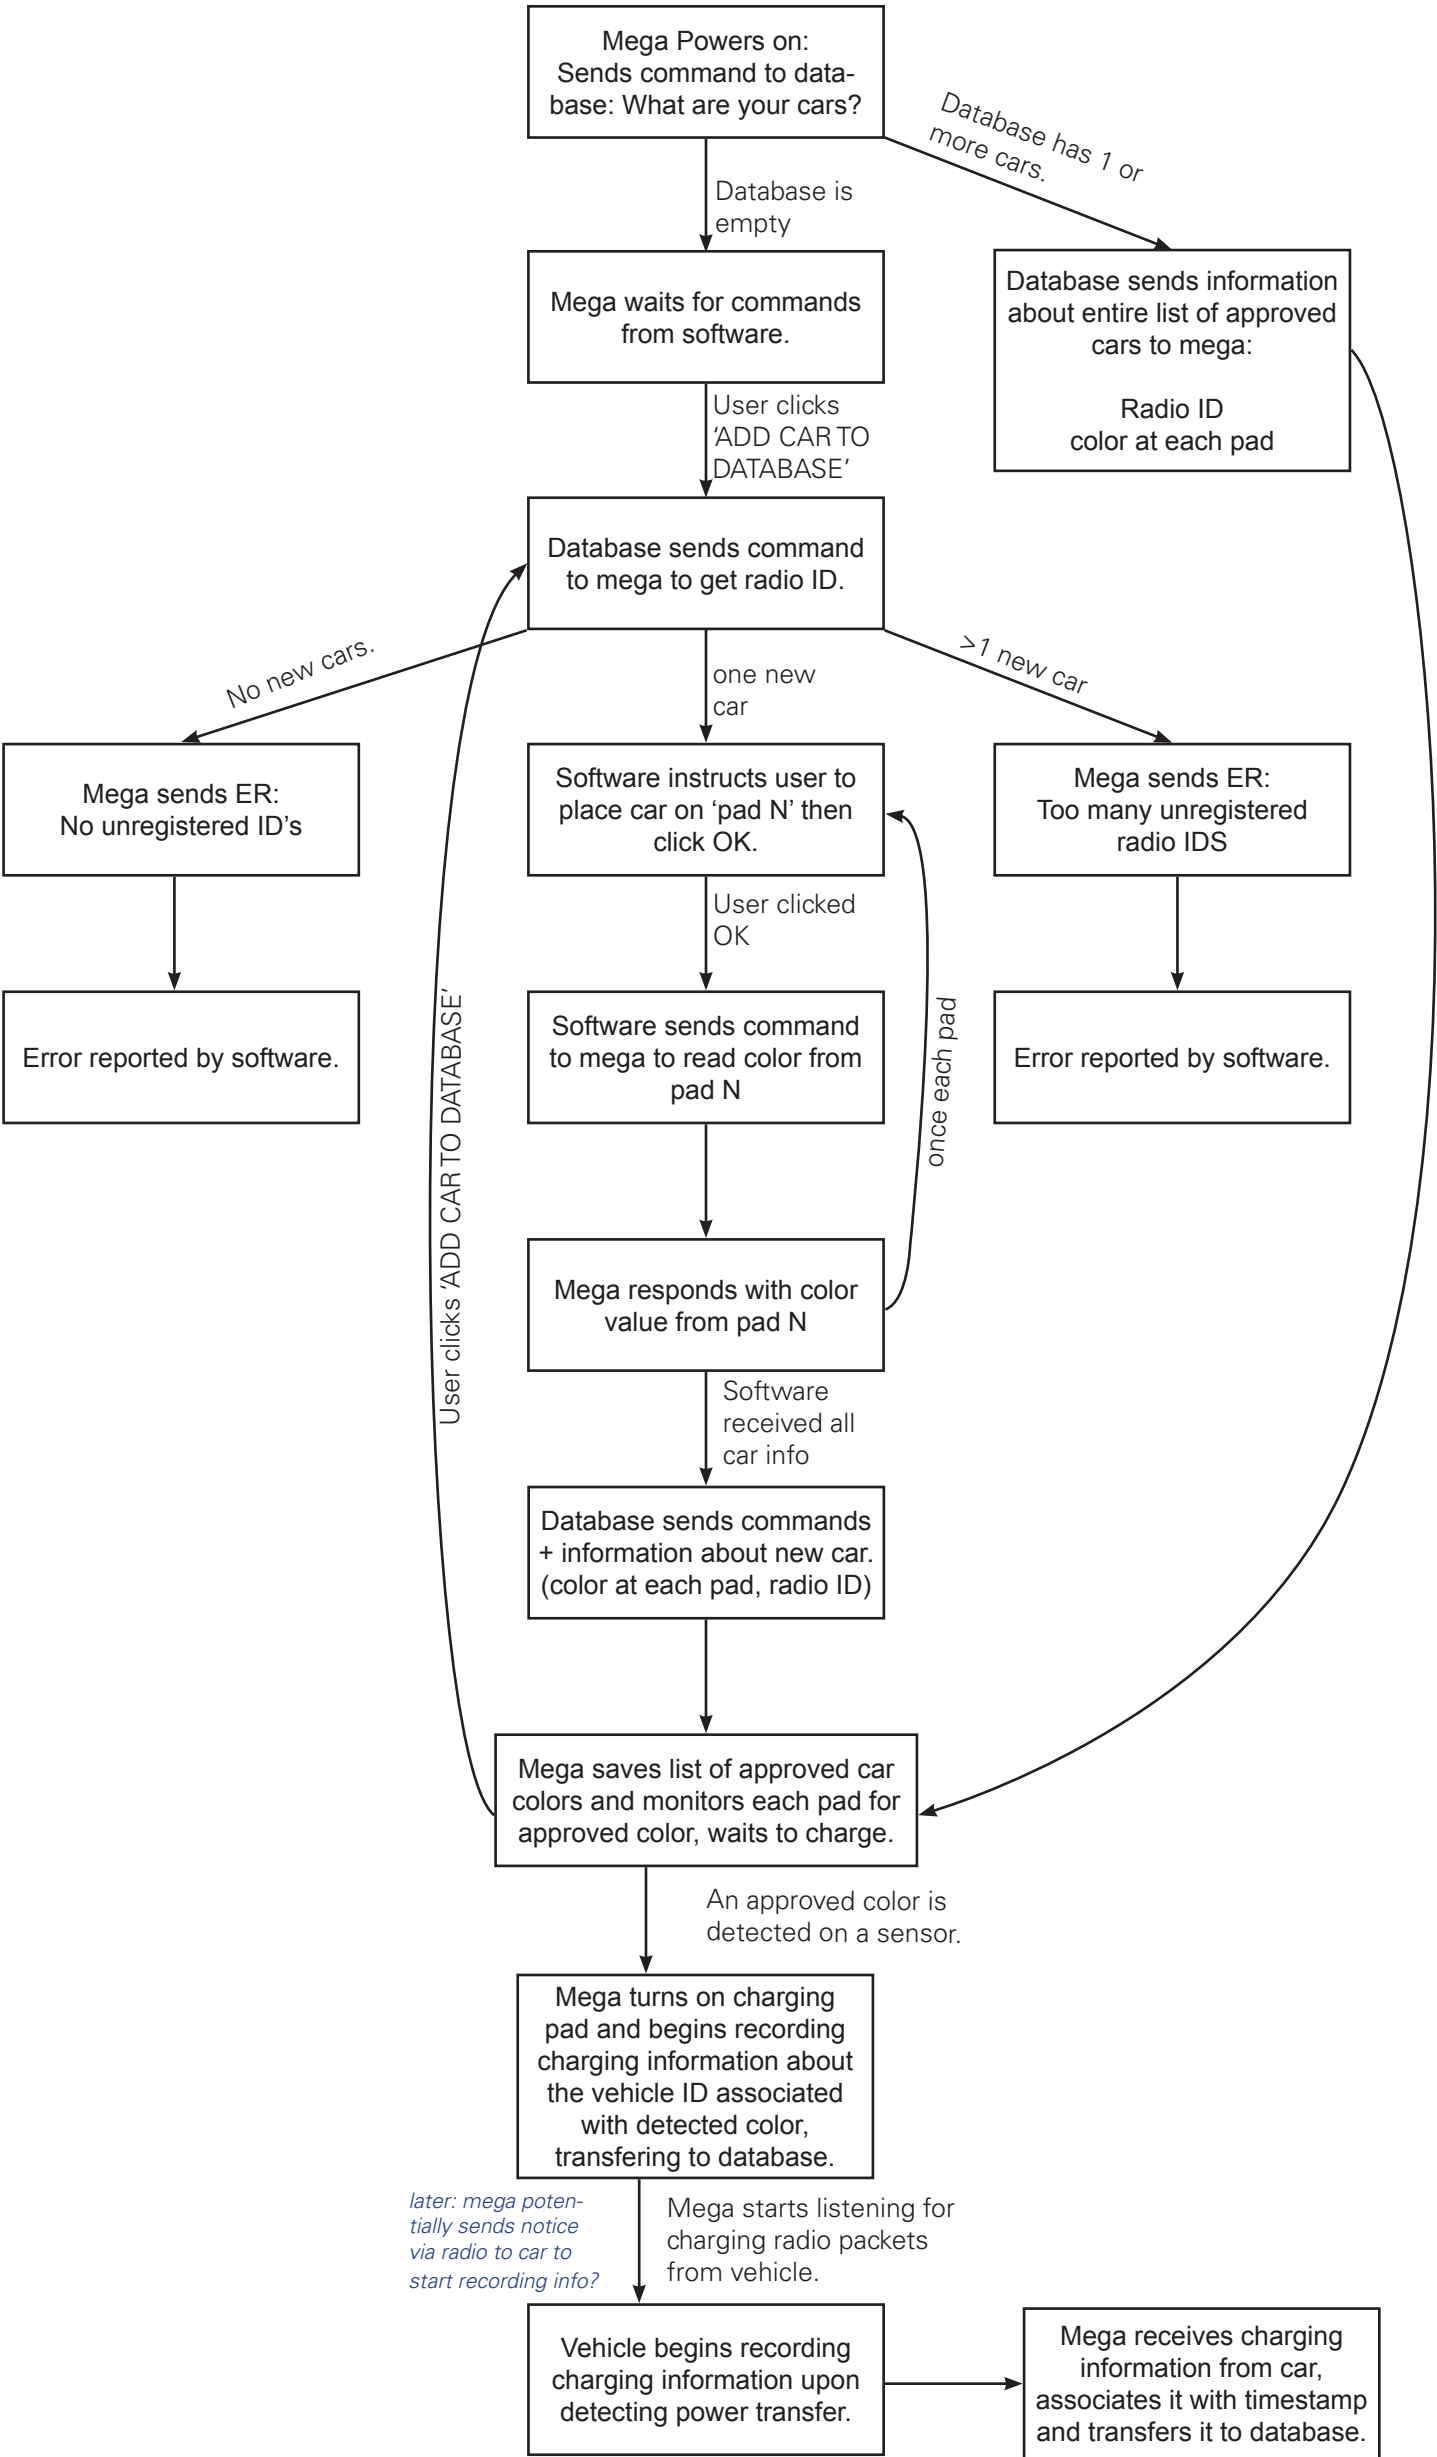 Mega Powers on:
Sends command to data-
base: What are your cars?
Database has 1 or
more cars.
Database is
empty
Mega waits for commands
from software.
Database sends information
about entire list of approved
cars to mega:
Radio ID
color at each pad
User clicks
‘ADD CAR TO
DATABASE’
Database sends command
to mega to get radio ID.
No new cars.
one new
car
>1 new car
Mega sends ER:
No unregistered ID’s
Software instructs user to
place car on ‘pad N’ then
click OK.
Mega sends ER:
Too many unregistered
radio IDS
User clicked
OK
Error reported by software.
Software sends command
to mega to read color from
pad N
Error reported by software.
once each pad
User clicks ‘ADD CAR TO DATABASE’
Mega responds with color
value from pad N
Software
received all
car info
Database sends commands
+ information about new car.
(color at each pad, radio ID)
Mega saves list of approved car
colors and monitors each pad for
approved color, waits to charge.
An approved color is
detected on a sensor.
Mega turns on charging
pad and begins recording
charging information about
the vehicle ID associated
with detected color,
transfering to database.
later: mega poten-
tially sends notice
via radio to car to
start recording info?
Mega starts listening for
charging radio packets
from vehicle.
Vehicle begins recording
charging information upon
detecting power transfer.
Mega receives charging
information from car,
associates it with timestamp
and transfers it to database.